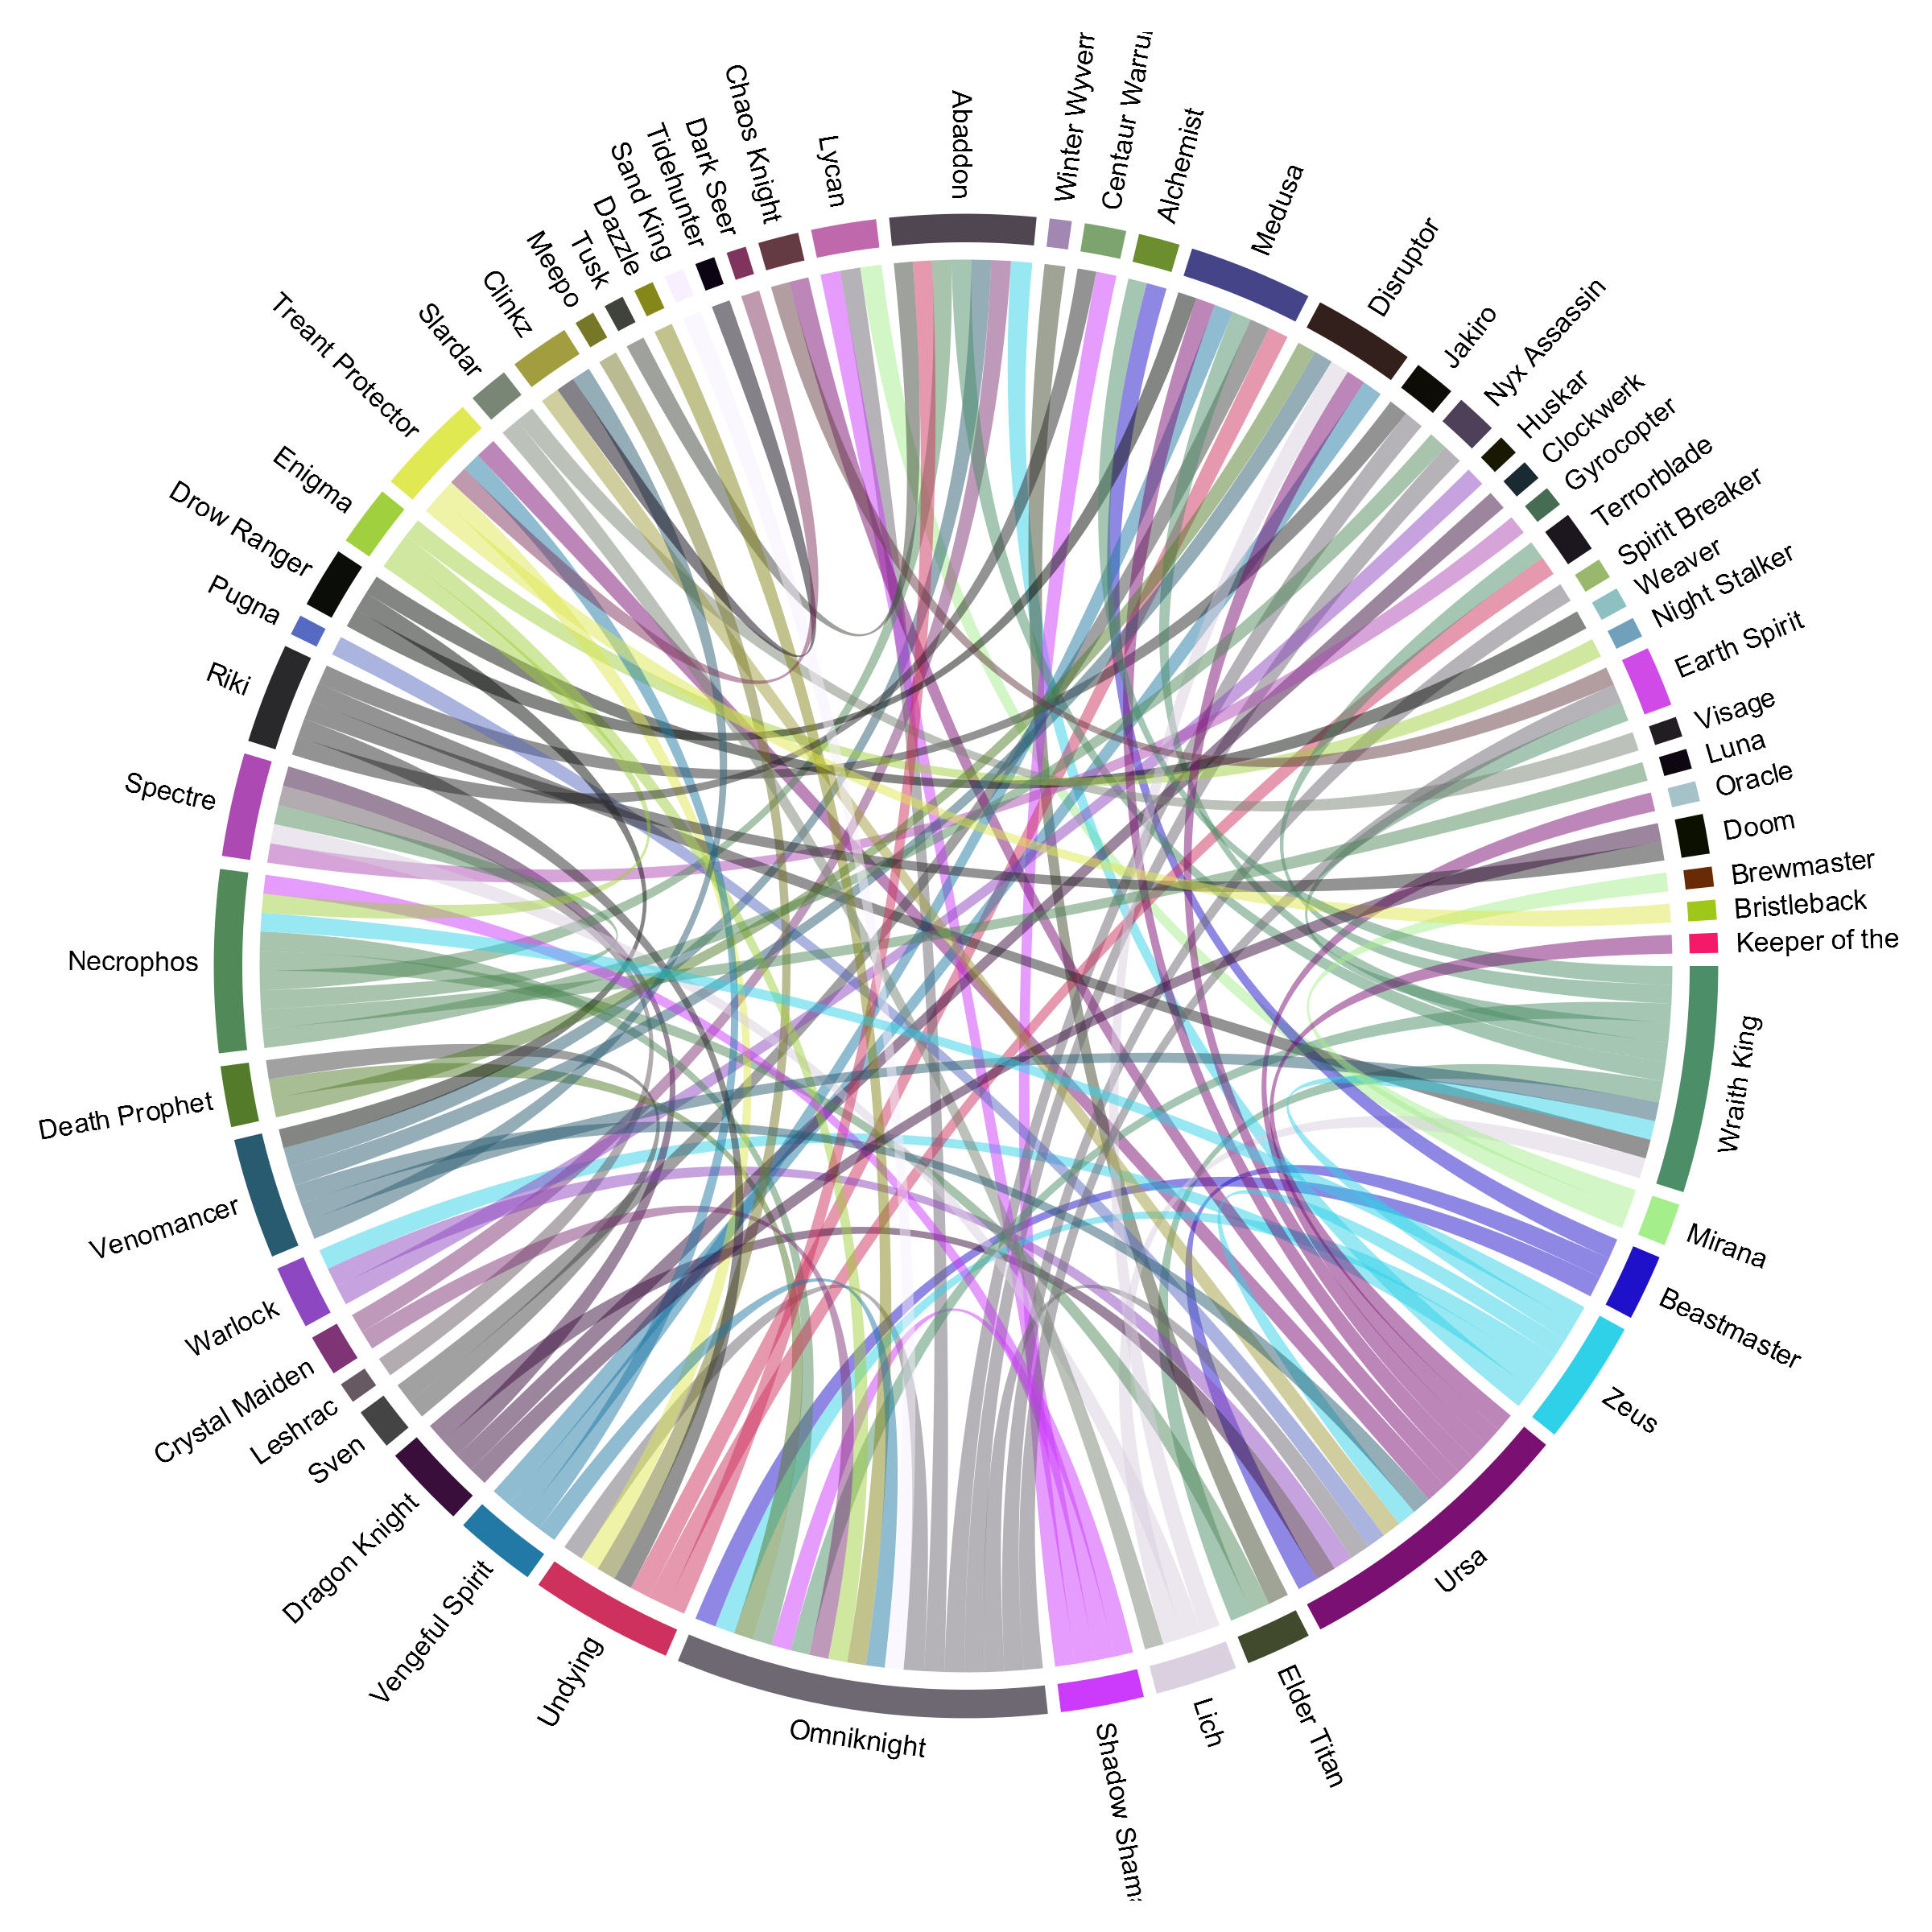 Abaddon
Winter Wyverr
Centaur Warru
Alchemist
Medusa
Disruptor
Jakiro
Nyx Assassin
Huskar
Clockwerk
Gyrocopter
Terrorblade
Spirit Breaker
Weaver
Night Stalker
Earth Spirit
Visage
Luna
Oracle
Doom
Brewmaster
Bristleback
Keeper of the
Wraith King
Mirana
Beastmaster
Zeus
Ursa
Elder Titan
Lich
Shadow Shama
Omniknight
Undying
Vengeful Spirit
Dragon Knight
Sven
Leshrac
Crystal Maiden
Warlock
Venomancer
Death Prophet
Necrophos
Spectre
Riki
Pugna
Drow Ranger
Enigma
Treant Protector
Slardar
Clinkz
Meepo
Tusk
Dazzle
Sand King
Tidehunter
Dark Seer
Chaos Knight
Lycan